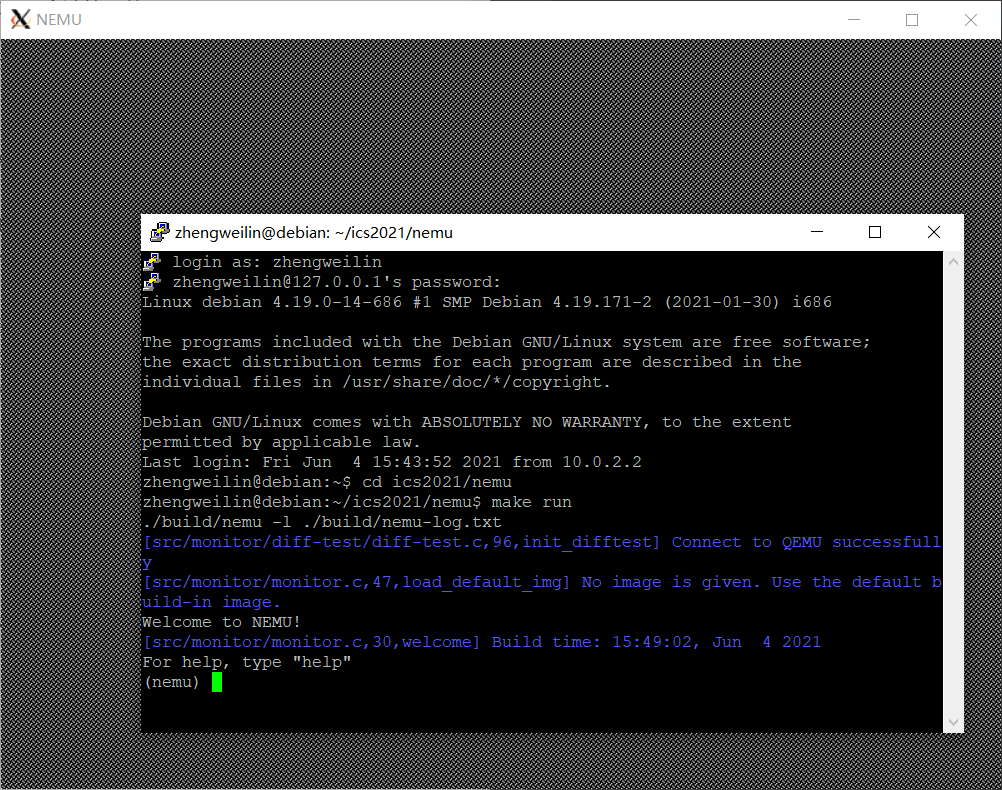 NEMU
zhengweilin@debian: ~/ics2021/nemu
login as: zhengweilin
zhengweilin@127.0.0.1's password:
Linux debian 4.19.0-14-686 #1 SMP Debian 4.19.171-2 (2021-01-30) i686
The programs included with the Debian GNU/Linux system are free software;
the exact distribution terms for each program are described in the
individual files in /usr/share/doc/*/copyright.
Debian GNU/Linux comes with ABSOLUTELY NO WARRANTY, to the extent
permitted by applicable law.
Last login: Fri Jun  4 15:43:52 2021 from 10.0.2.2
zhengweilin@debian:~$ cd ics2021/nemu
zhengweilin@debian:~/ics2021/nemu$ make run
./build/nemu -l ./build/nemu-log.txt
[src/monitor/diff-test/diff-test.c,96,init_difftest] Connect to QEMU successfull
y
[src/monitor/monitor.c,47,load_default_img] No image is given. Use the default b
uild-in image.
Welcome to NEMU!
[src/monitor/monitor.c,30,welcome] Build time: 15:49:02, Jun  4 2021
For help, type "help"
(nemu)